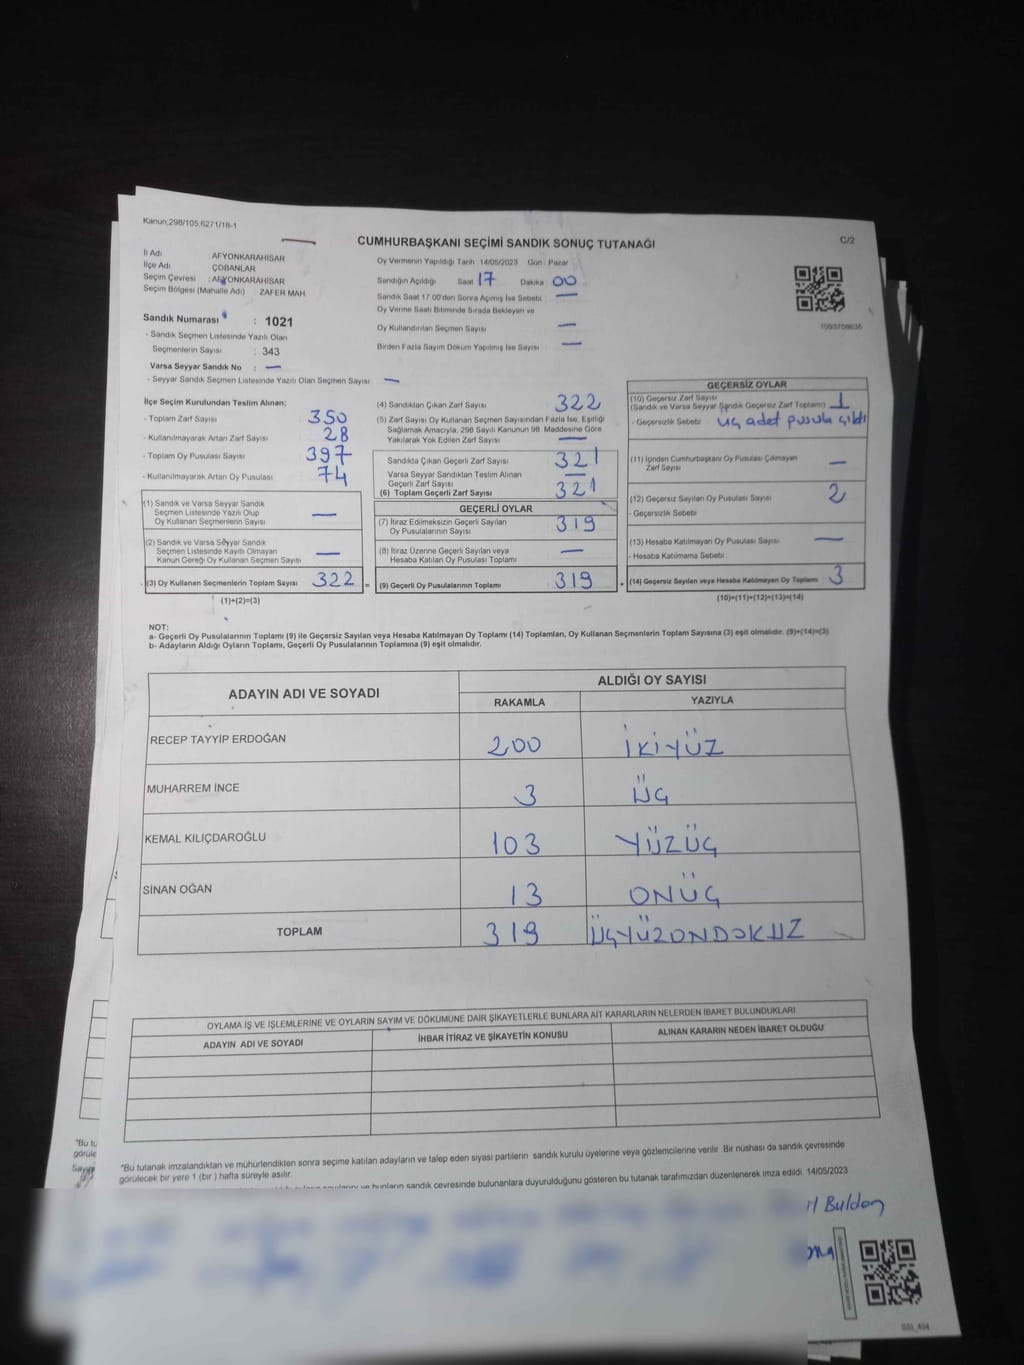 Kanun:298/105,6271/18-1
CUMHURBAŞKANI SEÇİMİ SANDIK SONUÇ TUTANAĞI
C/2
İl Adı AFYONKARAHİSAR
İlçe Adı ÇOBANLAR
Seçim Çevresi : AFYONKARAHİSAR
Seçim Bölgesi (Mahalle Adı) ZAFER MAH
Sandık Numarası : 1021
- Sandık Seçmen Listesinde Yazılı Olan
Seçmenlerin Sayısı : 343
Varsa Seyyar Sandık No : —
- Seyyar Sandık Seçmen Listesinde Yazılı Olan Seçmen Sayısı —
Oy Vermenin Yapıldığı Tarih :14/05/2023 Gün : Pazar
Sandığın Açıldığı Saat 17 Dakika 00
Sandık Saat 17.00'den Sonra Açılmış İse Sebebi —
Oy Verme Saati Bitiminde Sırada Bekleyen ve
Oy Kullandırılan Seçmen Sayısı —
Birden Fazla Sayım Döküm Yapılmış İse Sayısı —
İlçe Seçim Kurulundan Teslim Alınan;
- Toplam Zarf Sayısı 350
- Kullanılmayarak Artan Zarf Sayısı 28
- Toplam Oy Pusulası Sayısı 397
- Kullanılmayarak Artan Oy Pusulası 74
(1) Sandık ve Varsa Seyyar Sandık
Seçmen Listesinde Yazılı Olup
Oy Kullanan Seçmenlerin Sayısı —
(2) Sandık ve Varsa Seyyar Sandık
Seçmen Listesinde Kayıtlı Olmayan
Kanun Gereği Oy Kullanan Seçmen Sayısı —
(3) Oy Kullanan Seçmenlerin Toplam Sayısı 322 =
(1)+(2)=(3)
(4) Sandıktan Çıkan Zarf Sayısı 322
(5) Zarf Sayısı Oy Kullanan Seçmen Sayısından Fazla İse, Eşitliği
Sağlamak Amacıyla, 298 Sayılı Kanunun 98. Maddesine Göre
Yakılarak Yok Edilen Zarf Sayısı —
Sandıkta Çıkan Geçerli Zarf Sayısı 321
Varsa Seyyar Sandıktan Teslim Alınan
Geçerli Zarf Sayısı —
(6) Toplam Geçerli Zarf Sayısı 321
GEÇERLİ OYLAR
(7) İtiraz Edilmeksizin Geçerli Sayılan
Oy Pusulalarının Sayısı 319
(8) İtiraz Üzerine Geçerli Sayılan veya
Hesaba Katılan Oy Pusulası Toplamı —
(9) Geçerli Oy Pusulalarının Toplamı 319 +
GEÇERSİZ OYLAR
(10) Geçersiz Zarf Sayısı
(Sandık ve Varsa Seyyar Sandık Geçersiz Zarf Toplamı) 1
- Geçersizlik Sebebi üç adet pusula çıktı
(11) İçinden Cumhurbaşkanı Oy Pusulası Çıkmayan
Zarf Sayısı —
(12) Geçersiz Sayılan Oy Pusulası Sayısı 2
- Geçersizlik Sebebi
(13) Hesaba Katılmayan Oy Pusulası Sayısı —
- Hesaba Katılmama Sebebi
(14) Geçersiz Sayılan veya Hesaba Katılmayan Oy Toplamı 3
(10)+(11)+(12)+(13)=(14)
NOT:
a- Geçerli Oy Pusulalarının Toplamı (9) ile Geçersiz Sayılan veya Hesaba Katılmayan Oy Toplamı (14) Toplamları, Oy Kullanan Seçmenlerin Toplam Sayısına (3) eşit olmalıdır. (9)+(14)=(3)
b- Adayların Aldığı Oyların Toplamı, Geçerli Oy Pusulalarının Toplamına (9) eşit olmalıdır.
ADAYIN ADI VE SOYADI ALDIĞI OY SAYISI
RAKAMLA YAZIYLA
RECEP TAYYİP ERDOĞAN 200 İKİYÜZ
MUHARREM İNCE 3 ÜÇ
KEMAL KILIÇDAROĞLU 103 YÜZÜÇ
SİNAN OĞAN 13 ONÜÇ
TOPLAM 319 ÜÇYÜZONDOKUZ
OYLAMA İŞ VE İŞLEMLERİNE VE OYLARIN SAYIM VE DÖKÜMÜNE DAİR ŞİKAYETLERLE BUNLARA AİT KARARLARIN NELERDEN İBARET BULUNDUKLARI
ADAYIN ADI VE SOYADI İHBAR İTİRAZ VE ŞİKAYETİN KONUSU ALINAN KARARIN NEDEN İBARET OLDUĞU
*Bu tutanak imzalandıktan ve mühürlendikten sonra seçime katılan adayların ve talep eden siyasi partilerin sandık kurulu üyelerine veya gözlemcilerine verilir. Bir nüshası da sandık çevresinde
görülecek bir yere 1 (bir) hafta süreyle asılır.
ve bunların sandık çevresinde bulunanlara duyurulduğunu gösteren bu tutanak tarafımızdan düzenlenerek imza edildi. 14/05/2023
*Bu tu
görüle
Buldan